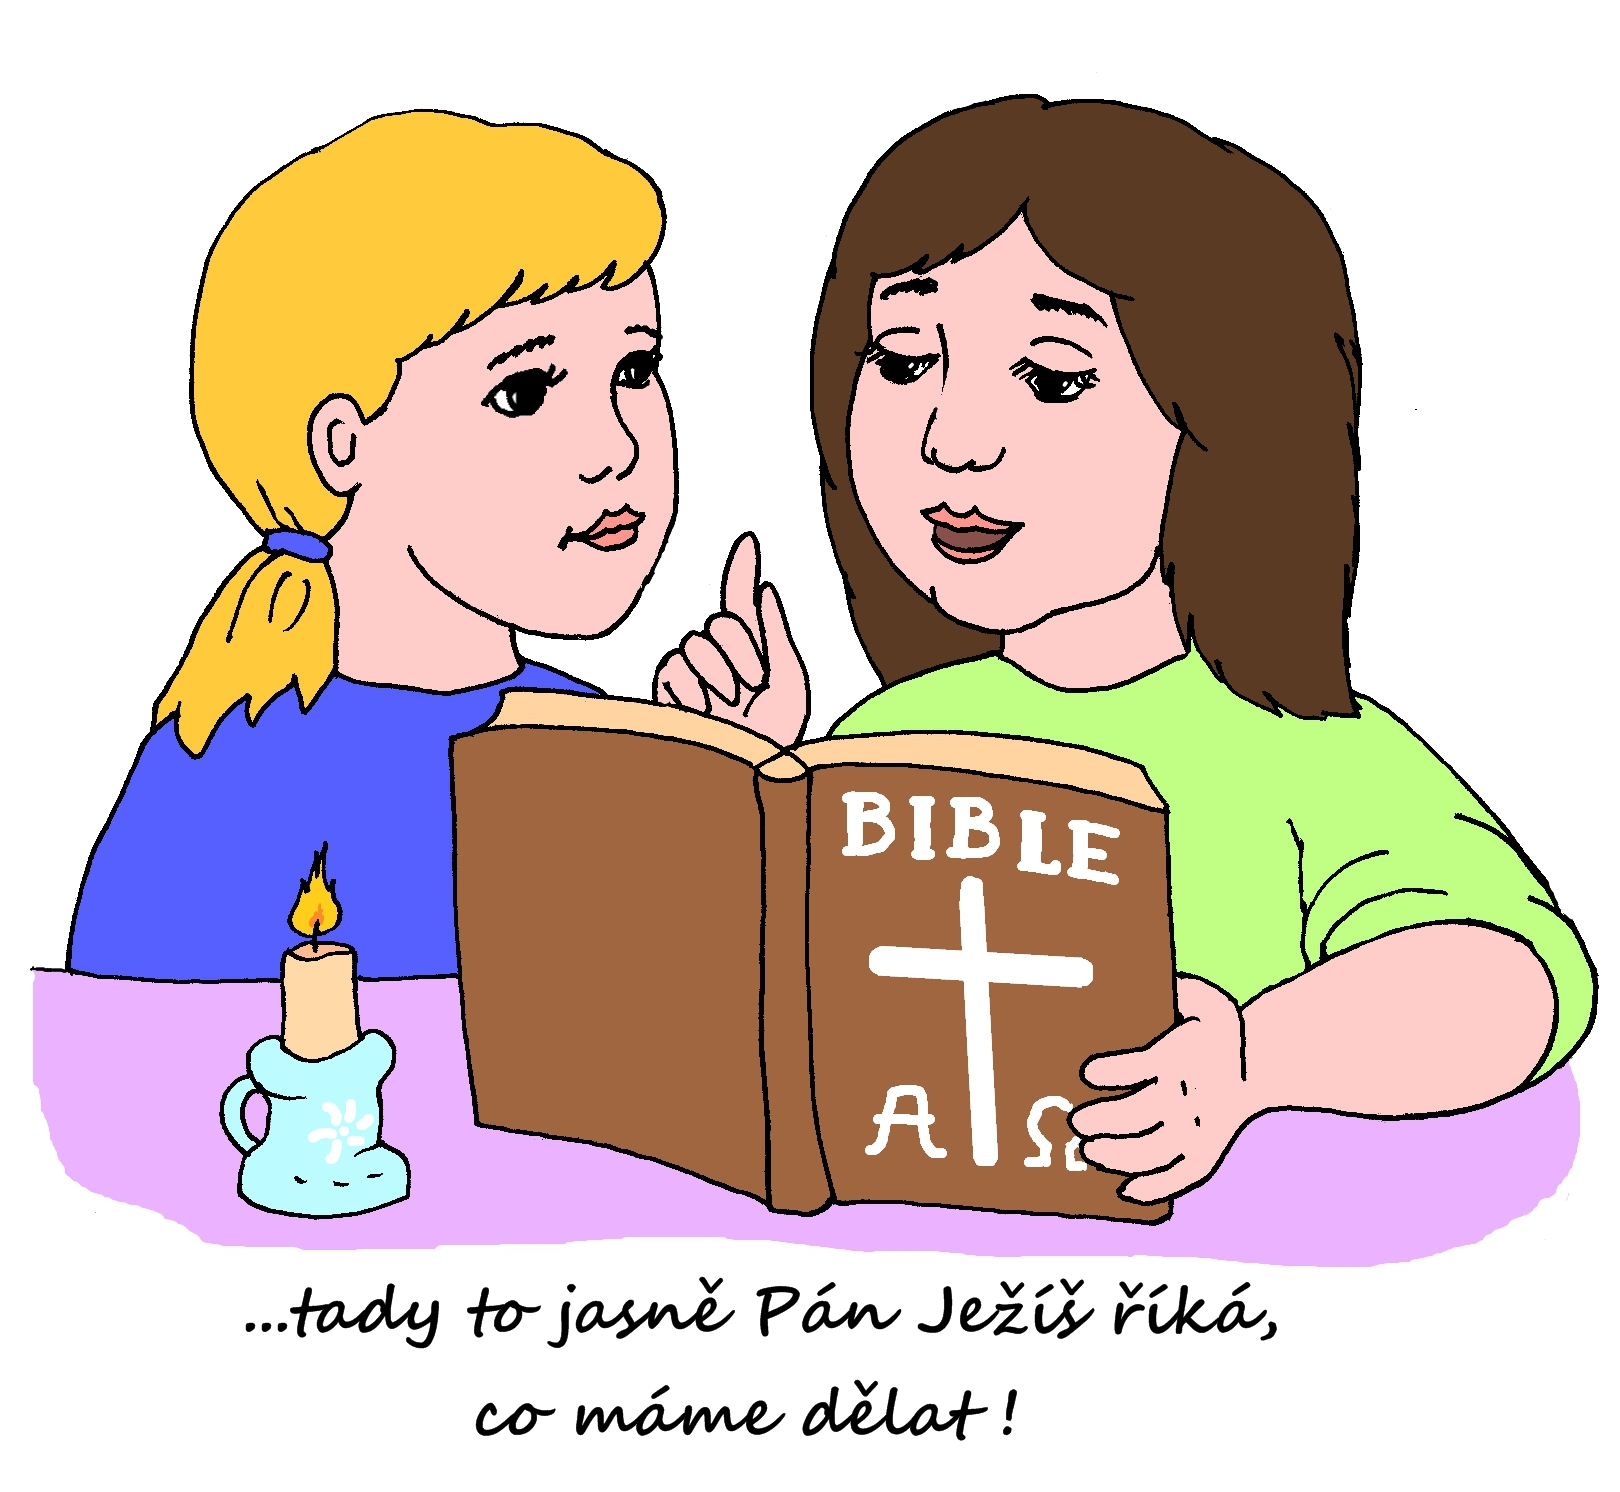 BIBLE
A Ω
...tady to jasně Pán Ježíš říká,
co máme dělat !